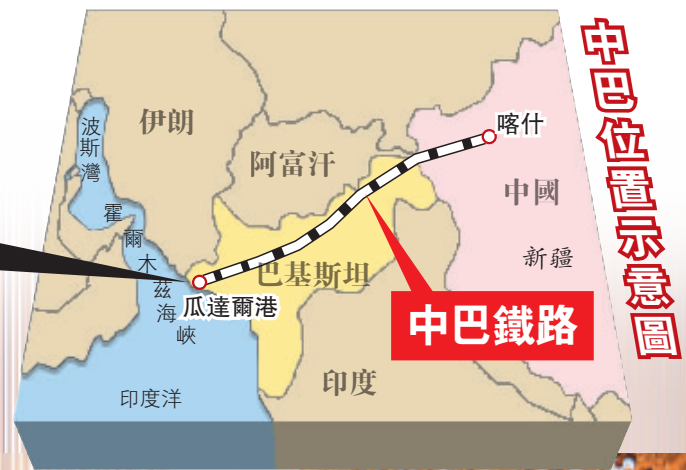 中巴位置示意圖
伊朗
波斯灣
阿富汗
喀什
中國
新疆
霍爾木茲海峽
巴基斯坦
瓜達爾港
中巴鐵路
印度
印度洋